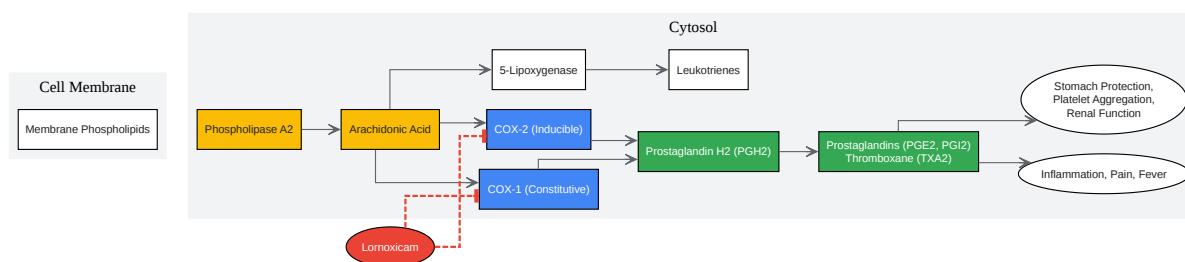 Cytosol
Cell Membrane
Membrane Phospholipids
Phospholipase A2
Arachidonic Acid
5-Lipoxygenase
Leukotrienes
COX-2 (Inducible)
COX-1 (Constitutive)
Prostaglandin H2 (PGH2)
Prostaglandins (PGE2, PGI2)
Thromboxane (TXA2)
Stomach Protection,
Platelet Aggregation,
Renal Function
Inflammation, Pain, Fever
Lornoxicam